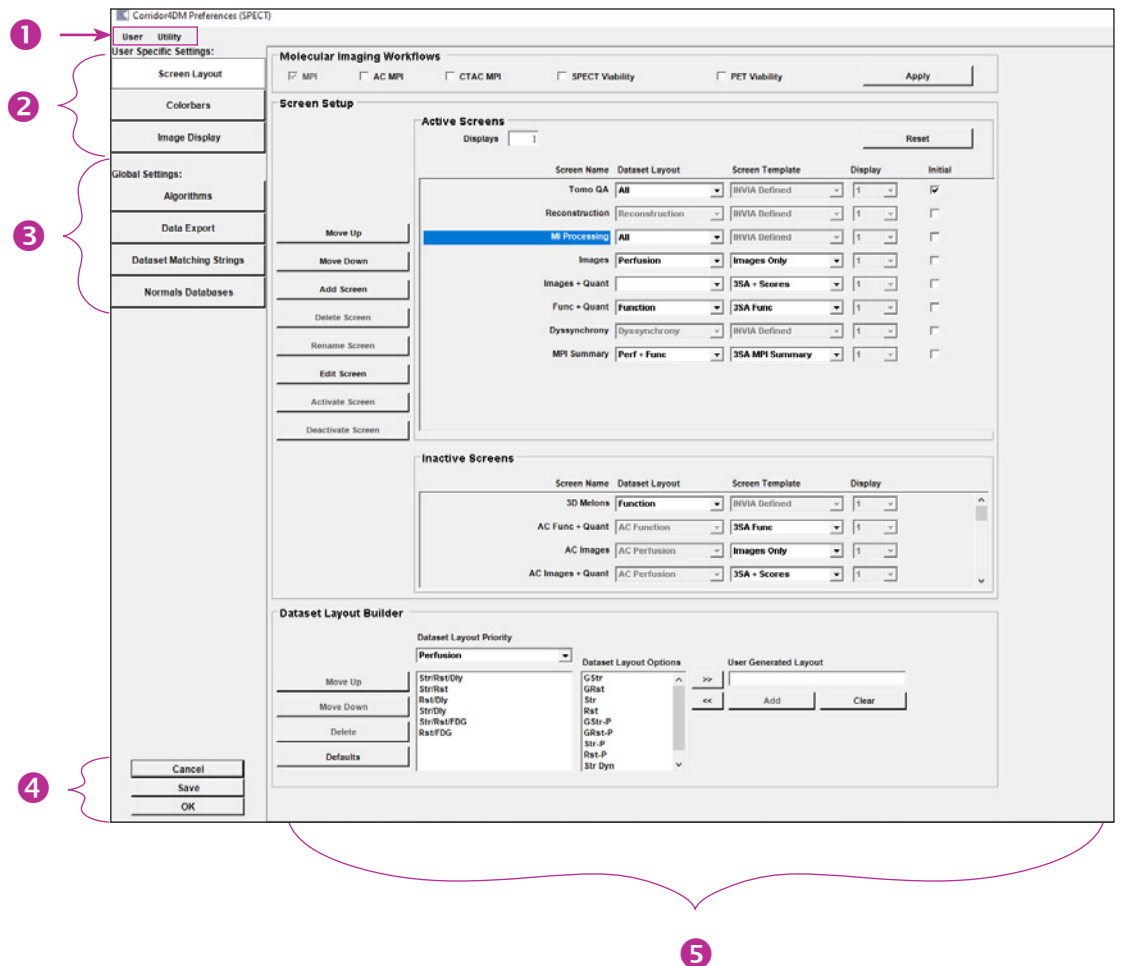 Corridor4DM Preferences (SPECT)
1
User Utility
User Specific Settings:
2
Screen Layout
Colorbars
Image Display
3
Global Settings:
Algorithms
Data Export
Dataset Matching Strings
Normals Databases
4
Cancel
Save
OK
Molecular Imaging Workflows
MPI AC MPI CTAC MPI SPECT Viability PET Viability Apply
Screen Setup
Move Up
Move Down
Add Screen
Delete Screen
Rename Screen
Edit Screen
Activate Screen
Deactivate Screen
Active Screens
Displays 1 Reset
Screen Name Dataset Layout Screen Template Display Initial
Tomo QA All INVIA Defined 1
Reconstruction Reconstruction INVIA Defined 1
MI Processing All INVIA Defined 1
Images Perfusion Images Only 1
Images + Quant 3SA + Scores 1
Func + Quant Function 3SA Func 1
Dyssynchrony Dyssynchrony INVIA Defined 1
MPI Summary Perf + Func 3SA MPI Summary 1
Inactive Screens
Screen Name Dataset Layout Screen Template Display
3D Melons Function INVIA Defined 1
AC Func + Quant AC Function 3SA Func 1
AC Images AC Perfusion Images Only 1
AC Images + Quant AC Perfusion 3SA + Scores 1
Dataset Layout Builder
Move Up
Move Down
Delete
Defaults
Dataset Layout Priority
Perfusion
Str/Rst/Dly
Str/Rst
Rst/Dly
Str/Dly
Str/Rst/FDG
Rst/FDG
Dataset Layout Options
GStr
GRst
Str
Rst
GStr-P
GRst-P
Str-P
Rst-P
Str Dyn
>>
<<
User Generated Layout
Add Clear
5